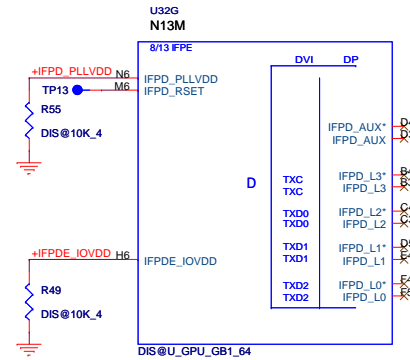 U32G
N13M
8/13 IFPE
DVI DP
+IFPD_PLLVDD N6 IFPD_PLLVDD
TP13 M6 IFPD_RSET
R55
DIS@10K_4
IFPD_AUX*
IFPD_AUX
D
TXC IFPD_L3*
TXC IFPD_L3
TXD0 IFPD_L2*
TXD0 IFPD_L2
TXD1 IFPD_L1*
TXD1 IFPD_L1
TXD2 IFPD_L0*
TXD2 IFPD_L0
+IFPDE_IOVDD H6 IFPDE_IOVDD
R49
DIS@10K_4
DIS@U_GPU_GB1_64